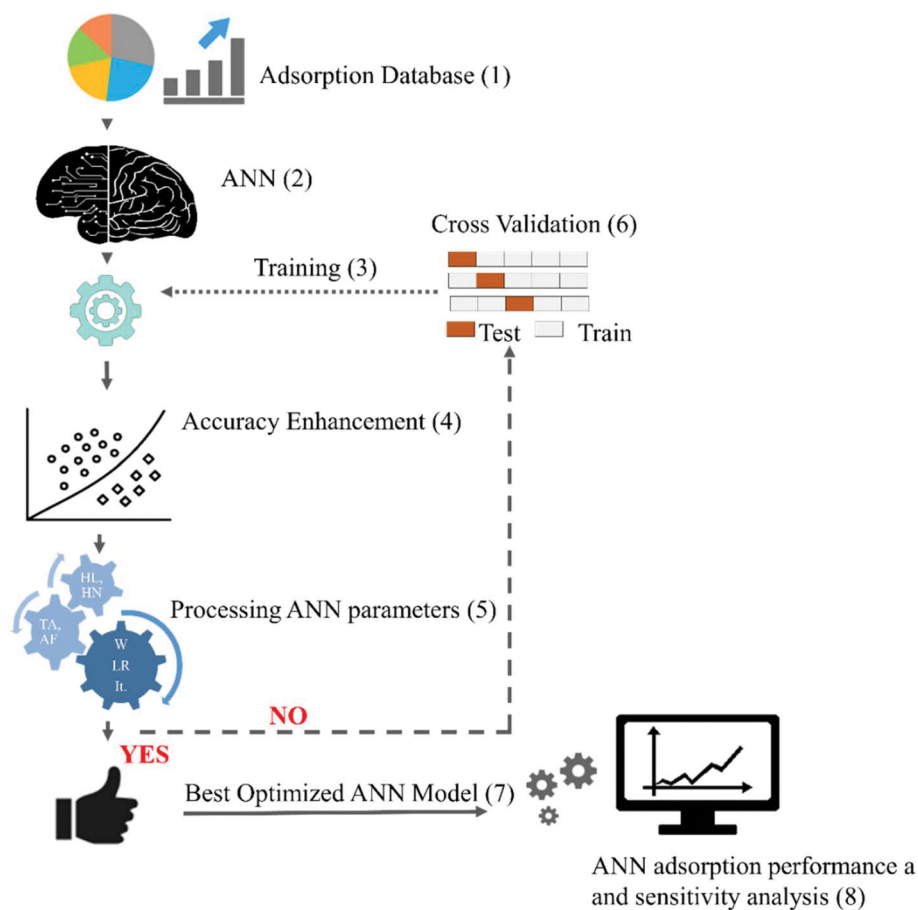 Adsorption Database (1)
ANN (2)
Cross Validation (6)
Training (3)
Test Train
Accuracy Enhancement (4)
HL,
HN
TA,
AF
Processing ANN parameters (5)
W
LR
It.
NO
YES
Best Optimized ANN Model (7)
ANN adsorption performance a
and sensitivity analysis (8)